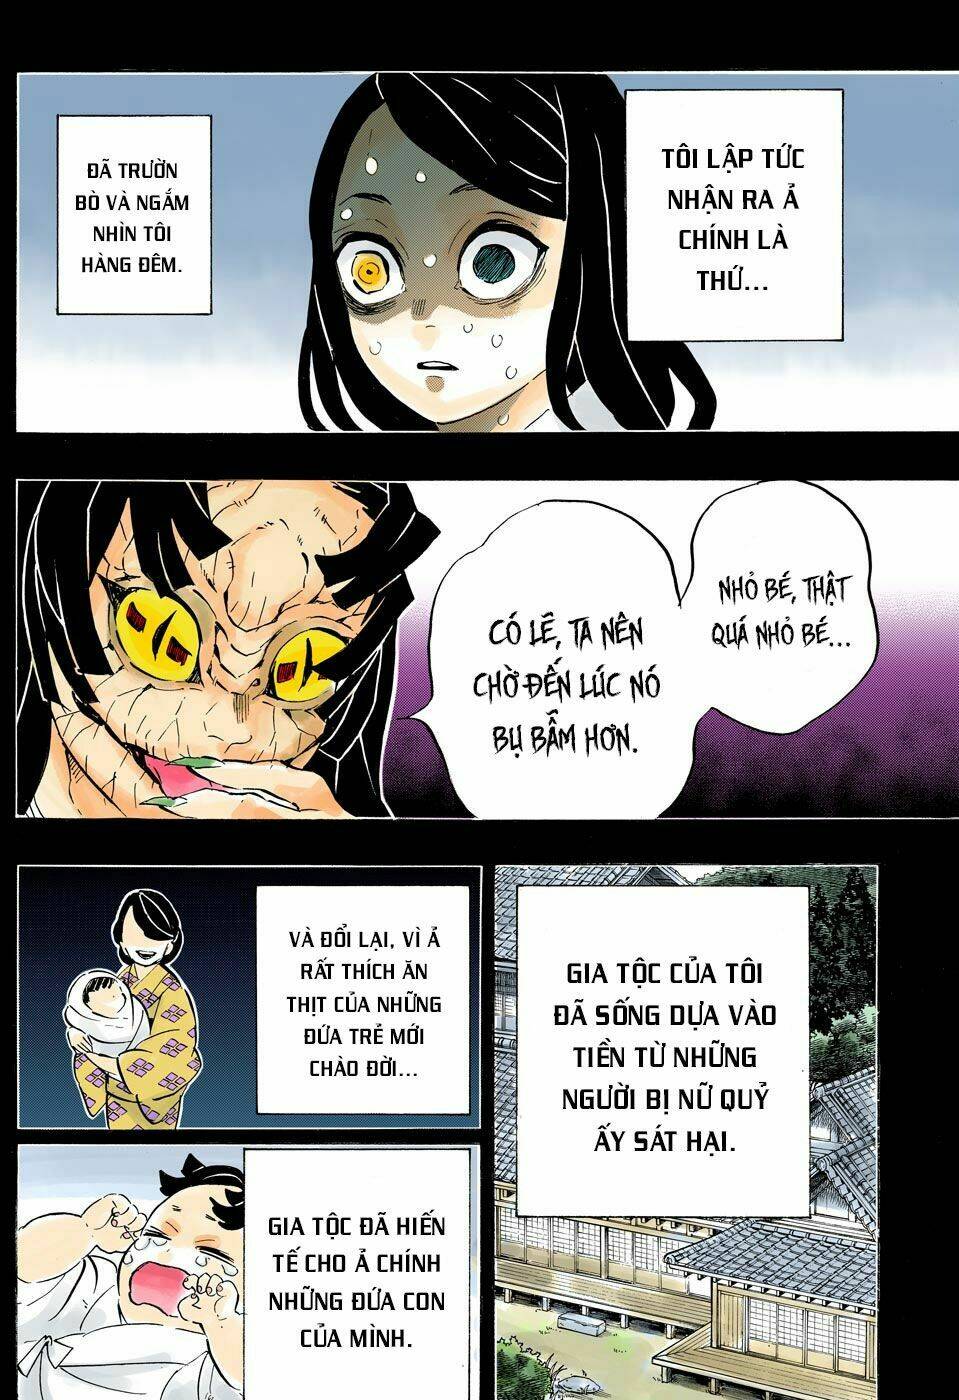 TÔI LẬP TỨC
NHẬN RA Ả
CHÍNH LÀ
THỨ...
ĐÃ TRƯỜN
BÒ VÀ NGẮM
NHÌN TÔI
HÀNG ĐÊM.
NHỎ BÉ, THẬT
QUÁ NHỎ BÉ...
CÓ LẼ, TA NÊN
CHỜ ĐẾN LÚC NÓ
BỤ BẪM HƠN.
GIA TỘC CỦA TÔI
ĐÃ SỐNG DỰA VÀO
TIỀN TỪ NHỮNG
NGƯỜI BỊ NỮ QUỶ
ẤY SÁT HẠI.
VÀ ĐỔI LẠI, VÌ Ả
RẤT THÍCH ĂN
THỊT CỦA NHỮNG
ĐỨA TRẺ MỚI
CHÀO ĐỜI...
GIA TỘC ĐÃ HIẾN
TẾ CHO Ả CHÍNH
NHỮNG ĐỨA CON
CỦA MÌNH.